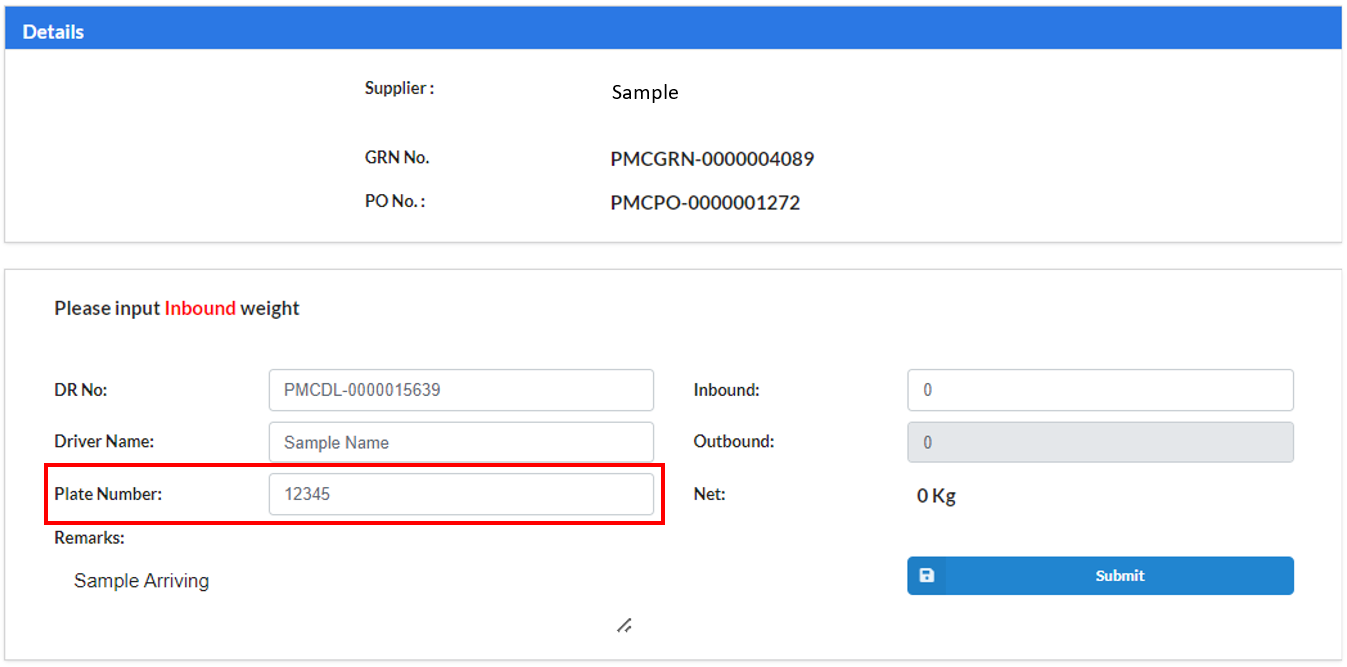 Details
Supplier : Sample
GRN No. PMCGRN-0000004089
PO No. : PMCPO-0000001272
Please input Inbound weight
DR No: PMCDL-0000015639 Inbound: 0
Driver Name: Sample Name Outbound: 0
Plate Number: 12345 Net: 0 Kg
Remarks:
Sample Arriving
Submit